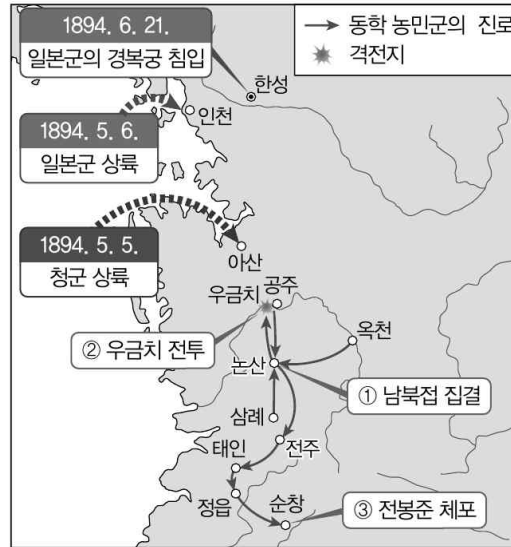 1894. 6. 21.
일본군의 경복궁 침입
→ 동학 농민군의 진로
격전지
한성
인천
1894. 5. 6.
일본군 상륙
1894. 5. 5.
청군 상륙
아산
우금치
공주
② 우금치 전투
옥천
논산
① 남북접 집결
삼례
전주
태인
정읍
순창
③ 전봉준 체포